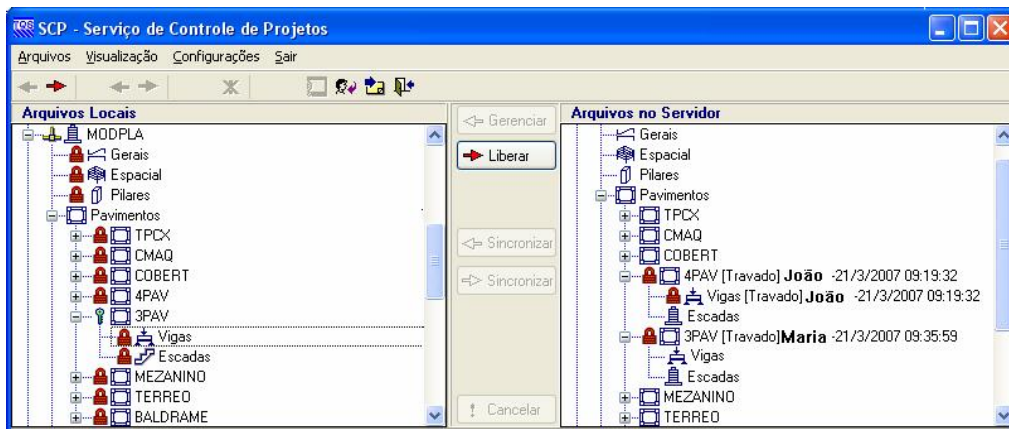 TQS SCP - Serviço de Controle de Projetos
Arquivos Visualização Configurações Sair
Arquivos Locais
MODPLA
Gerais
Espacial
Pilares
Pavimentos
TPCX
CMAQ
COBERT
4PAV
3PAV
Vigas
Escadas
MEZANINO
TERREO
BALDRAME
<= Gerenciar
Liberar
<= Sincronizar
=> Sincronizar
! Cancelar
Arquivos no Servidor
Gerais
Espacial
Pilares
Pavimentos
TPCX
CMAQ
COBERT
4PAV [Travado] João -21/3/2007 09:19:32
Vigas [Travado] João -21/3/2007 09:19:32
Escadas
3PAV [Travado]Maria -21/3/2007 09:35:59
Vigas
Escadas
MEZANINO
TERREO